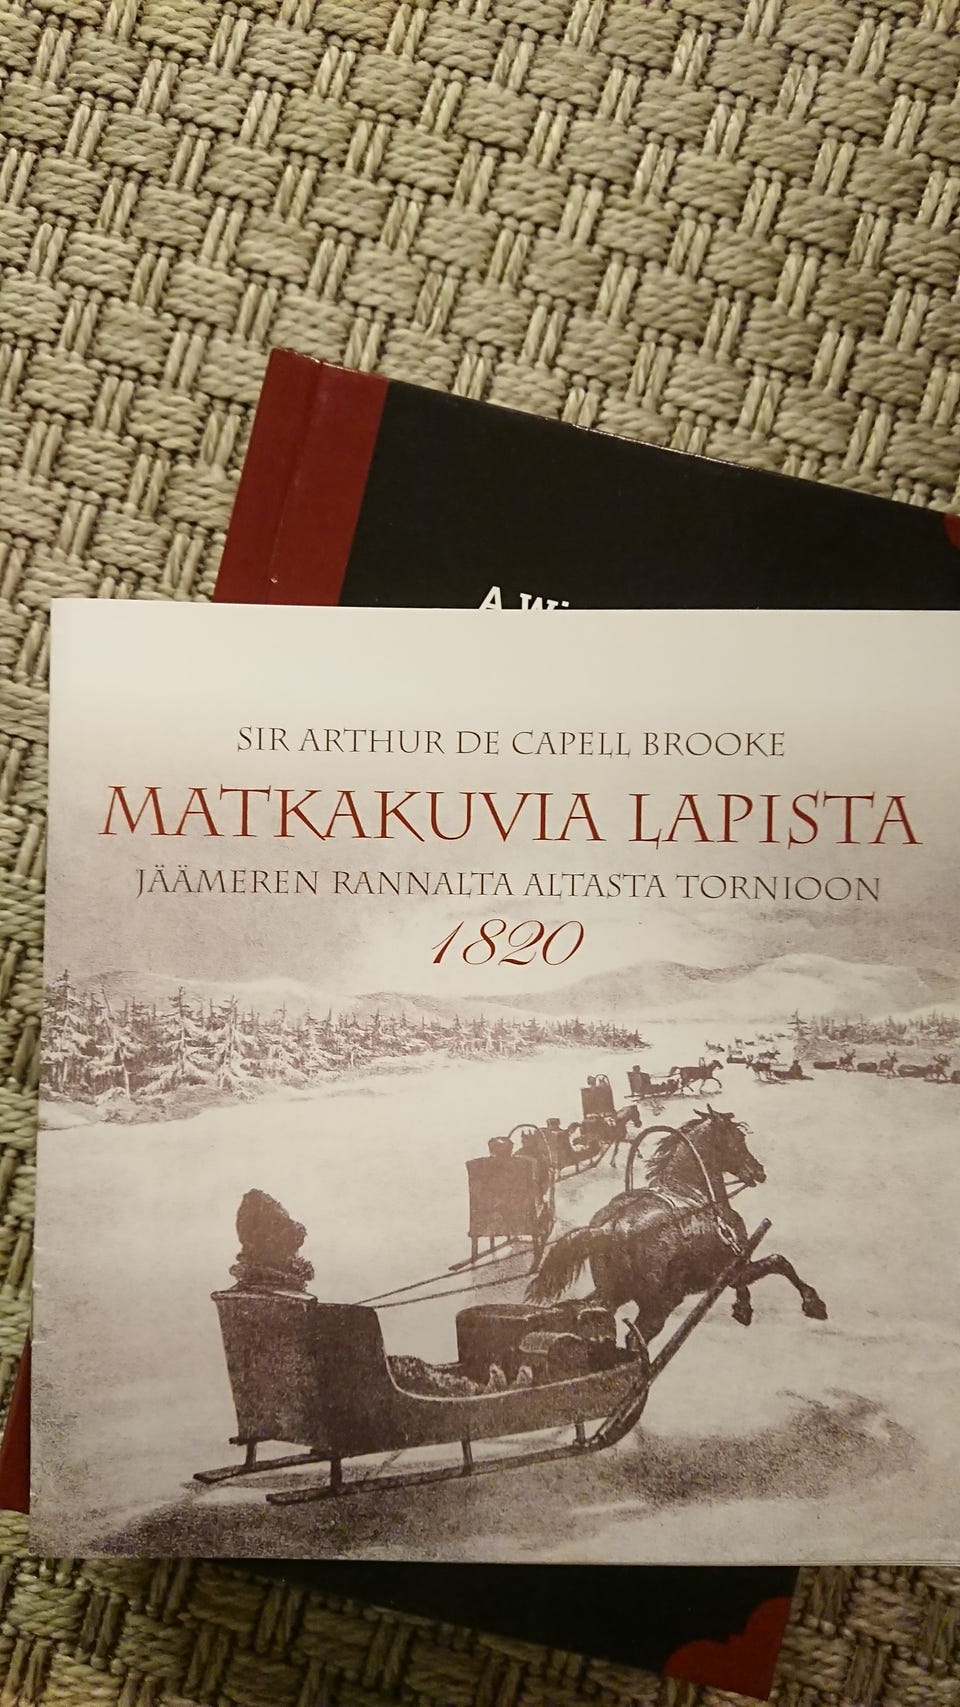 A
SIR ARTHUR DE CAPELL BROOKE
MATKAKUVIA LAPISTA
JÄÄMEREN RANNALTA ALTASTA TORNIOON
1820